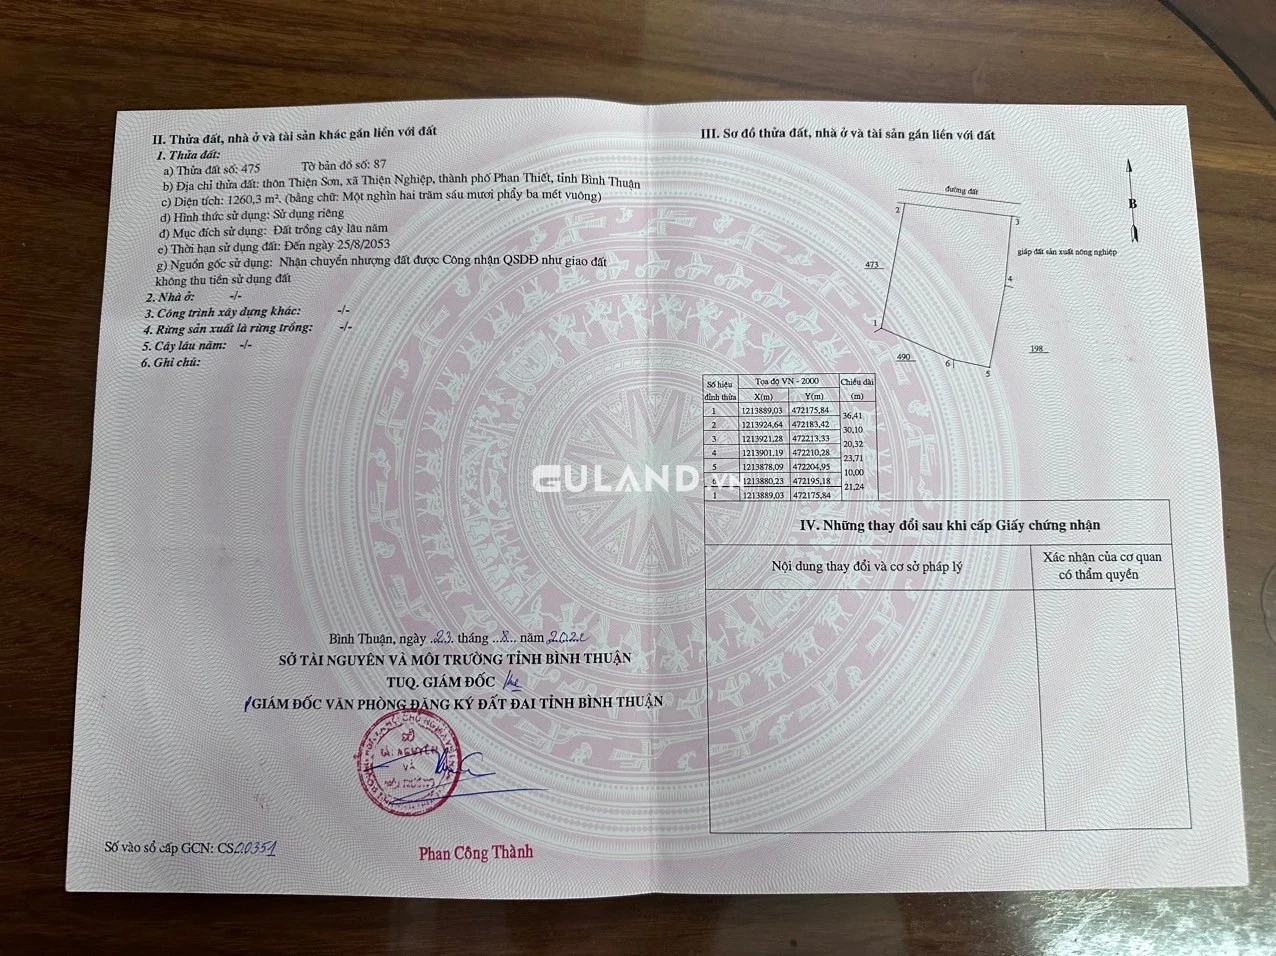 II. Thửa đất, nhà ở và tài sản khác gắn liền với đất
1. Thửa đất:
a) Thửa đất số: 475 Tờ bản đồ số: 87
b) Địa chỉ thửa đất: thôn Thiện Sơn, xã Thiện Nghiệp, thành phố Phan Thiết, tỉnh Bình Thuận
c) Diện tích: 1260,3 m². (bằng chữ: Một nghìn hai trăm sáu mươi phẩy ba mét vuông)
d) Hình thức sử dụng: Sử dụng riêng
đ) Mục đích sử dụng: Đất trồng cây lâu năm
e) Thời hạn sử dụng đất: Đến ngày 25/8/2053
g) Nguồn gốc sử dụng: Nhận chuyển nhượng đất được Công nhận QSDĐ như giao đất
không thu tiền sử dụng đất
2. Nhà ở: -/-
3. Công trình xây dựng khác: -/-
4. Rừng sản xuất là rừng trồng: -/-
5. Cây lâu năm: -/-
6. Ghi chú:
Bình Thuận, ngày 23 tháng 8 năm 2022
SỞ TÀI NGUYÊN VÀ MÔI TRƯỜNG TỈNH BÌNH THUẬN
TUQ. GIÁM ĐỐC
GIÁM ĐỐC VĂN PHÒNG ĐĂNG KÝ ĐẤT ĐAI TỈNH BÌNH THUẬN
SỞ
TÀI NGUYÊN
VÀ
MÔI TRƯỜNG
Phan Công Thành
Số vào sổ cấp GCN: CS20351
III. Sơ đồ thửa đất, nhà ở và tài sản gắn liền với đất
đường đất
B
2
3
giáp đất sản xuất nông nghiệp
473
4
1
490
6
5
198
Số hiệu đỉnh thửa Tọa độ VN - 2000 Chiều dài (m)
X(m) Y(m)
1 1213889,03 472175,84
36,41
2 1213924,64 472183,42
30,10
3 1213921,28 472213,33
20,32
4 1213901,19 472210,28
23,71
5 1213878,09 472204,95
10,00
6 1213880,23 472195,18
21,24
1 1213889,03 472175,84
GULAND.VN
IV. Những thay đổi sau khi cấp Giấy chứng nhận
Nội dung thay đổi và cơ sở pháp lý
Xác nhận của cơ quan
có thẩm quyền